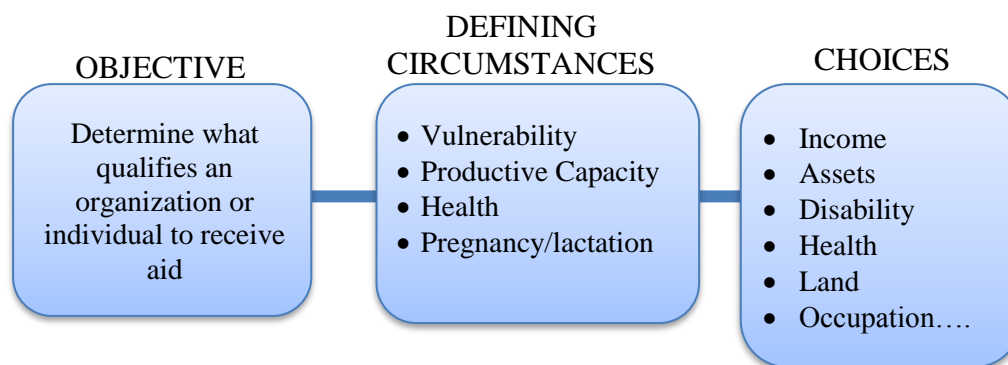 OBJECTIVE
Determine what
qualifies an
organization or
individual to receive
aid
DEFINING
CIRCUMSTANCES
• Vulnerability
• Productive Capacity
• Health
• Pregnancy/lactation
CHOICES
• Income
• Assets
• Disability
• Health
• Land
• Occupation….